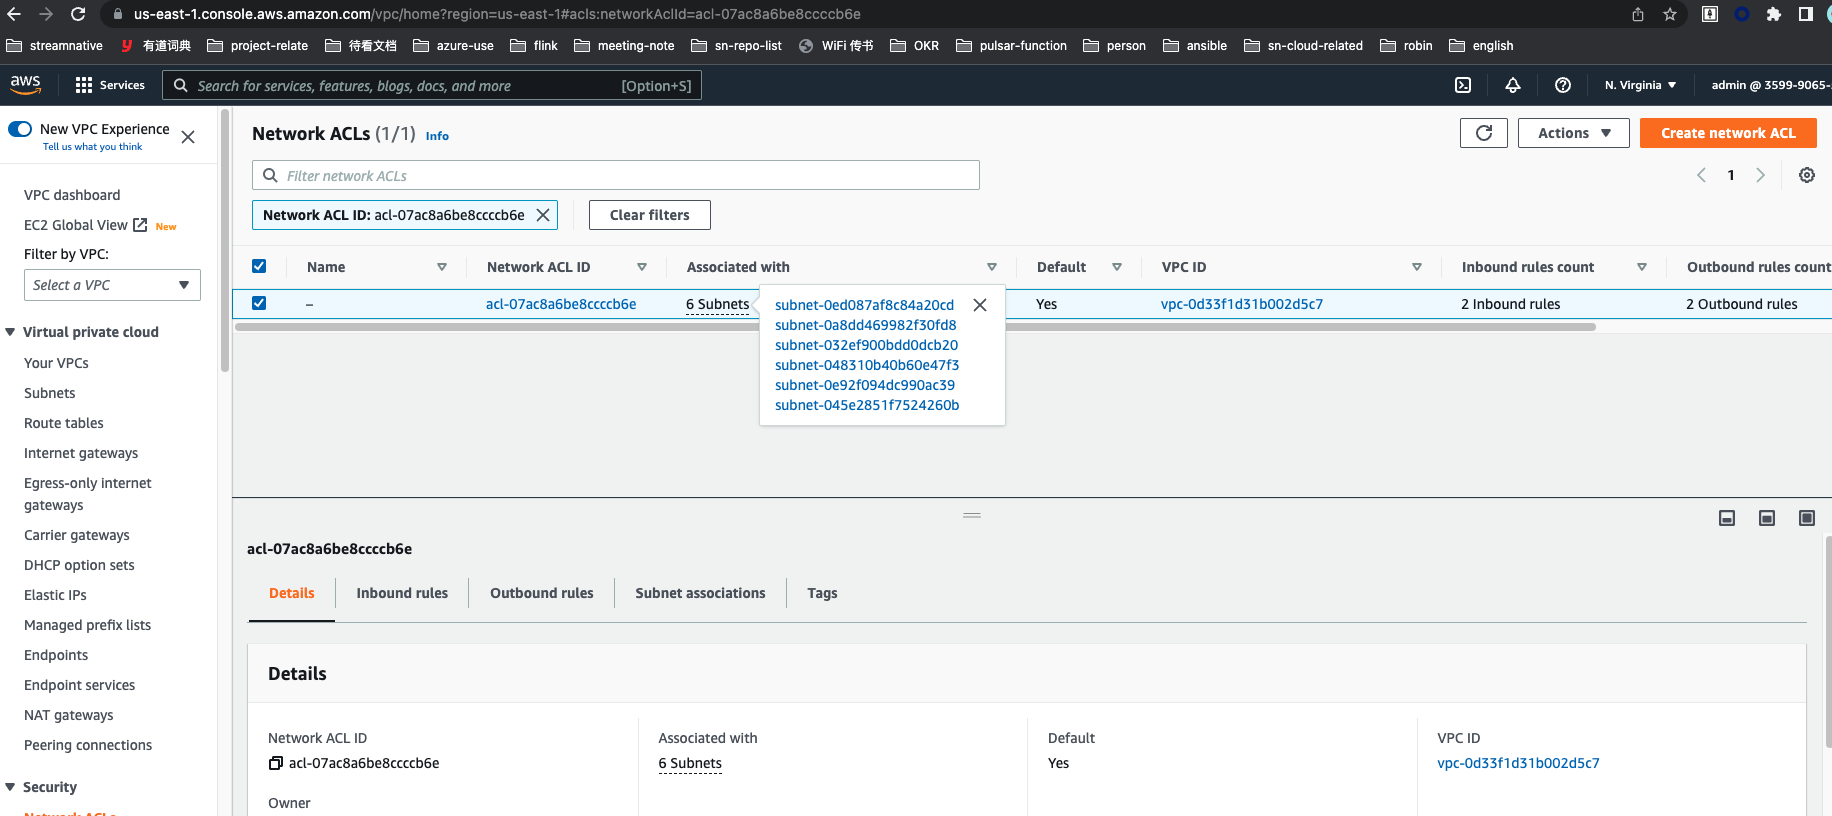 us-east-1.console.aws.amazon.com/vpc/home?region=us-east-1#acls:networkAclId=acl-07ac8a6be8ccccb6e
streamnative
y 有道词典
project-relate
待看文档
azure-use
flink
meeting-note
sn-repo-list
WiFi 传书
OKR
pulsar-function
person
ansible
sn-cloud-related
robin
english
aws
Services
Search for services, features, blogs, docs, and more
[Option+S]
N. Virginia
admin @ 3599-9065-
New VPC Experience
Tell us what you think
VPC dashboard
EC2 Global View
New
Filter by VPC:
Select a VPC
Virtual private cloud
Your VPCs
Subnets
Route tables
Internet gateways
Egress-only internet
gateways
Carrier gateways
DHCP option sets
Elastic IPs
Managed prefix lists
Endpoints
Endpoint services
NAT gateways
Peering connections
Security
Network ACLs
Network ACLs (1/1) Info
Actions
Create network ACL
Filter network ACLs
1
Network ACL ID: acl-07ac8a6be8ccccb6e
Clear filters
Name
Network ACL ID
Associated with
Default
VPC ID
Inbound rules count
Outbound rules count
–
acl-07ac8a6be8ccccb6e
6 Subnets
Yes
vpc-0d33f1d31b002d5c7
2 Inbound rules
2 Outbound rules
subnet-0ed087af8c84a20cd
subnet-0a8dd469982f30fd8
subnet-032ef900bdd0dcb20
subnet-048310b40b60e47f3
subnet-0e92f094dc990ac39
subnet-045e2851f7524260b
acl-07ac8a6be8ccccb6e
Details
Inbound rules
Outbound rules
Subnet associations
Tags
Details
Network ACL ID
acl-07ac8a6be8ccccb6e
Associated with
6 Subnets
Default
Yes
VPC ID
vpc-0d33f1d31b002d5c7
Owner